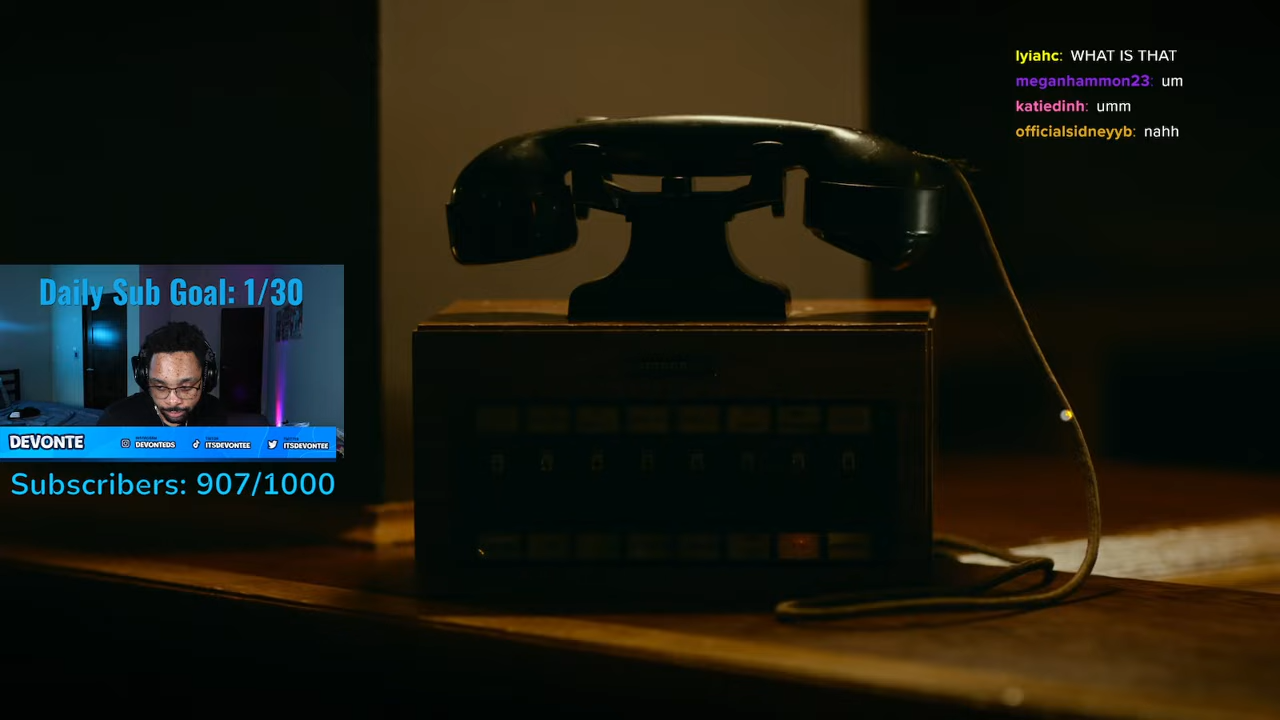 lyiahc: WHAT IS THAT
meganhammon23: um
katiedinh: umm
officialsidneyyb: nahh
Daily Sub Goal: 1/30
DEVONTE DEVONTEDS ITSDEVONTEE ITSDEVONTEE
Subscribers: 907/1000